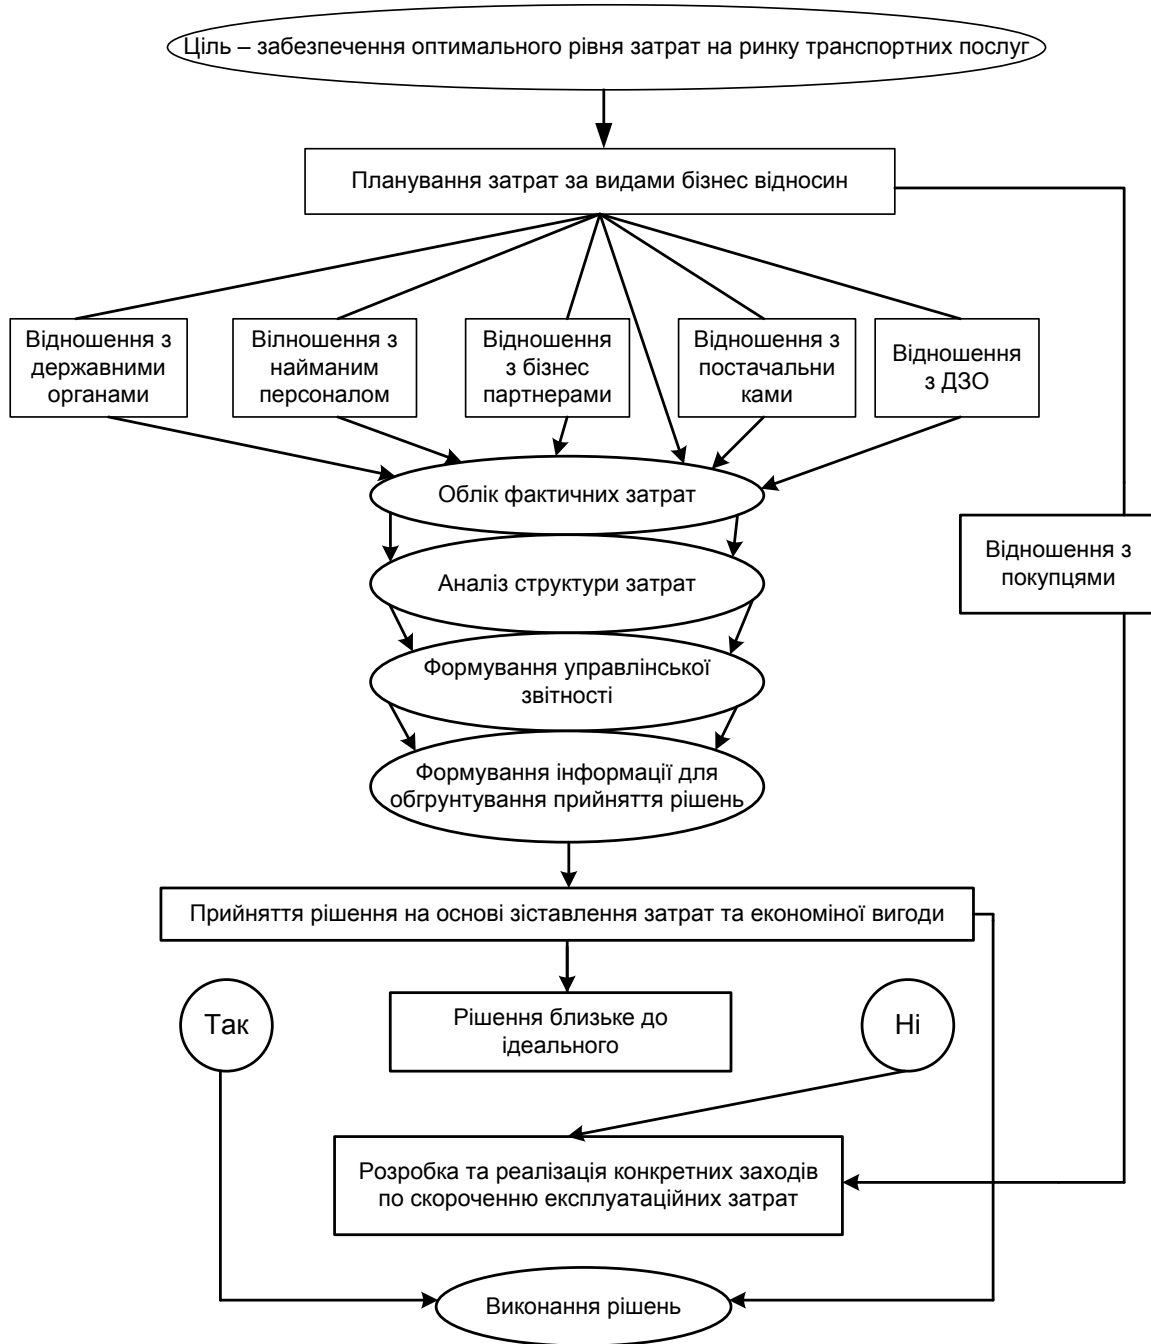 Ціль – забезпечення оптимального рівня затрат на ринку транспортних послуг
Планування затрат за видами бізнес відносин
Відношення з
державними
органами
Вілношення з
найманим
персоналом
Відношення
з бізнес
партнерами
Відношення з
постачальни
ками
Відношення
з ДЗО
Облік фактичних затрат
Відношення з
покупцями
Аналіз структури затрат
Формування управлінської
звітності
Формування інформації для
обгрунтування прийняття рішень
Прийняття рішення на основі зіставлення затрат та економіної вигоди
Так
Рішення близьке до
ідеального
Ні
Розробка та реалізація конкретних заходів
по скороченню експлуатаційних затрат
Виконання рішень